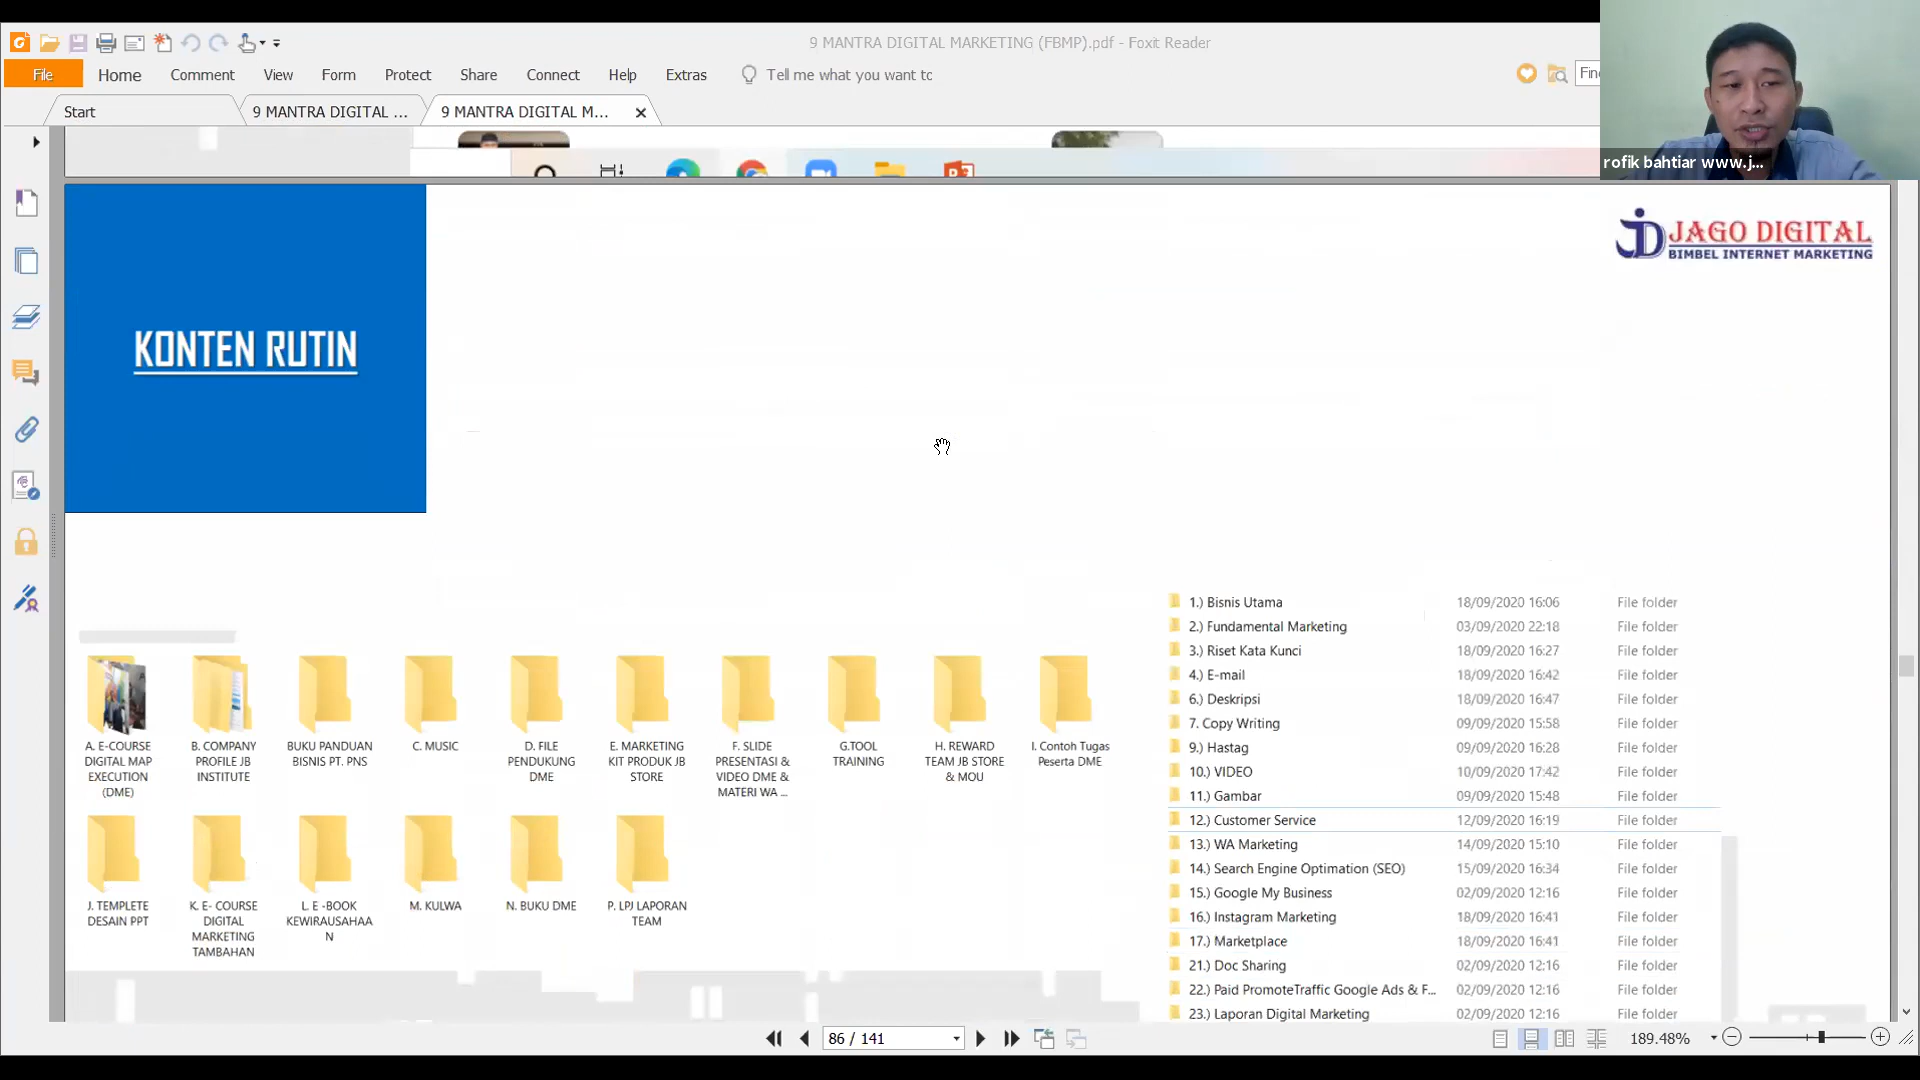 9 MANTRA DIGITAL MARKETING (FBMP).pdf - Foxit Reader
File Home Comment View Form Protect Share Connect Help Extras Tell me what you want to
Start 9 MANTRA DIGITAL ... 9 MANTRA DIGITAL M...
rofik bahtiar www.j...
JAGO DIGITAL
BIMBEL INTERNET MARKETING
KONTEN RUTIN
A. E-COURSE
DIGITAL MAP
EXECUTION
(DME)
B. COMPANY
PROFILE JB
INSTITUTE
BUKU PANDUAN
BISNIS PT. PNS
C. MUSIC
D. FILE
PENDUKUNG
DME
E. MARKETING
KIT PRODUK JB
STORE
F. SLIDE
PRESENTASI &
VIDEO DME &
MATERI WA ...
G.TOOL
TRAINING
H. REWARD
TEAM JB STORE
& MOU
I. Contoh Tugas
Peserta DME
J. TEMPLETE
DESAIN PPT
K. E- COURSE
DIGITAL
MARKETING
TAMBAHAN
L. E -BOOK
KEWIRAUSAHAA
N
M. KULWA
N. BUKU DME
P. LPJ LAPORAN
TEAM
1.) Bisnis Utama 18/09/2020 16:06 File folder
2.) Fundamental Marketing 03/09/2020 22:18 File folder
3.) Riset Kata Kunci 18/09/2020 16:27 File folder
4.) E-mail 18/09/2020 16:42 File folder
6.) Deskripsi 18/09/2020 16:47 File folder
7. Copy Writing 09/09/2020 15:58 File folder
9.) Hastag 09/09/2020 16:28 File folder
10.) VIDEO 10/09/2020 17:42 File folder
11.) Gambar 09/09/2020 15:48 File folder
12.) Customer Service 12/09/2020 16:19 File folder
13.) WA Marketing 14/09/2020 15:10 File folder
14.) Search Engine Optimation (SEO) 15/09/2020 16:34 File folder
15.) Google My Business 02/09/2020 12:16 File folder
16.) Instagram Marketing 18/09/2020 16:41 File folder
17.) Marketplace 18/09/2020 16:41 File folder
21.) Doc Sharing 02/09/2020 12:16 File folder
22.) Paid PromoteTraffic Google Ads & F... 02/09/2020 12:16 File folder
23.) Laporan Digital Marketing 02/09/2020 12:16 File folder
86 / 141
189.48%